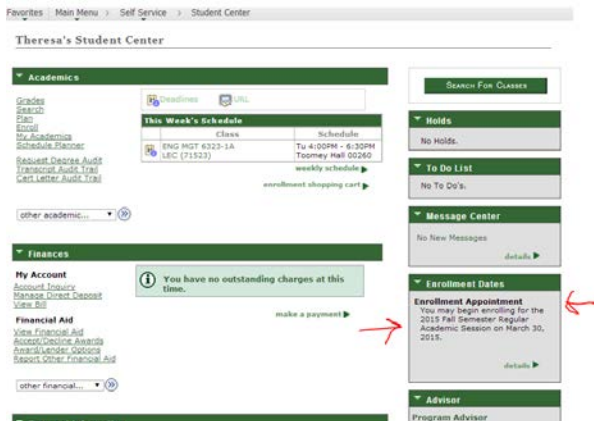 Favorites Main Menu > Self Service > Student Center
Theresa's Student Center
Academics
Grades
Search
Plan
Enroll
My Academics
Schedule Planner
Request Degree Audit
Transcript Audit Trail
Cert Letter Audit Trail
other academic...
Deadlines URL
This Week's Schedule
Class Schedule
ENG MGT 6323-1A
LEC (71523)
Tu 4:00PM - 6:30PM
Toomey Hall 00260
weekly schedule
enrollment shopping cart
Finances
My Account
Account Inquiry
Manage Direct Deposit
View Bill
Financial Aid
View Financial Aid
Accept/Decline Awards
Award/Lender Options
Report Other Financial Aid
other financial...
You have no outstanding charges at this
time.
make a payment
SEARCH FOR CLASSES
Holds
No Holds.
To Do List
No To Do's.
Message Center
No New Messages
details
Enrollment Dates
Enrollment Appointment
You may begin enrolling for the
2015 Fall Semester Regular
Academic Session on March 30,
2015.
details
Advisor
Program Advisor